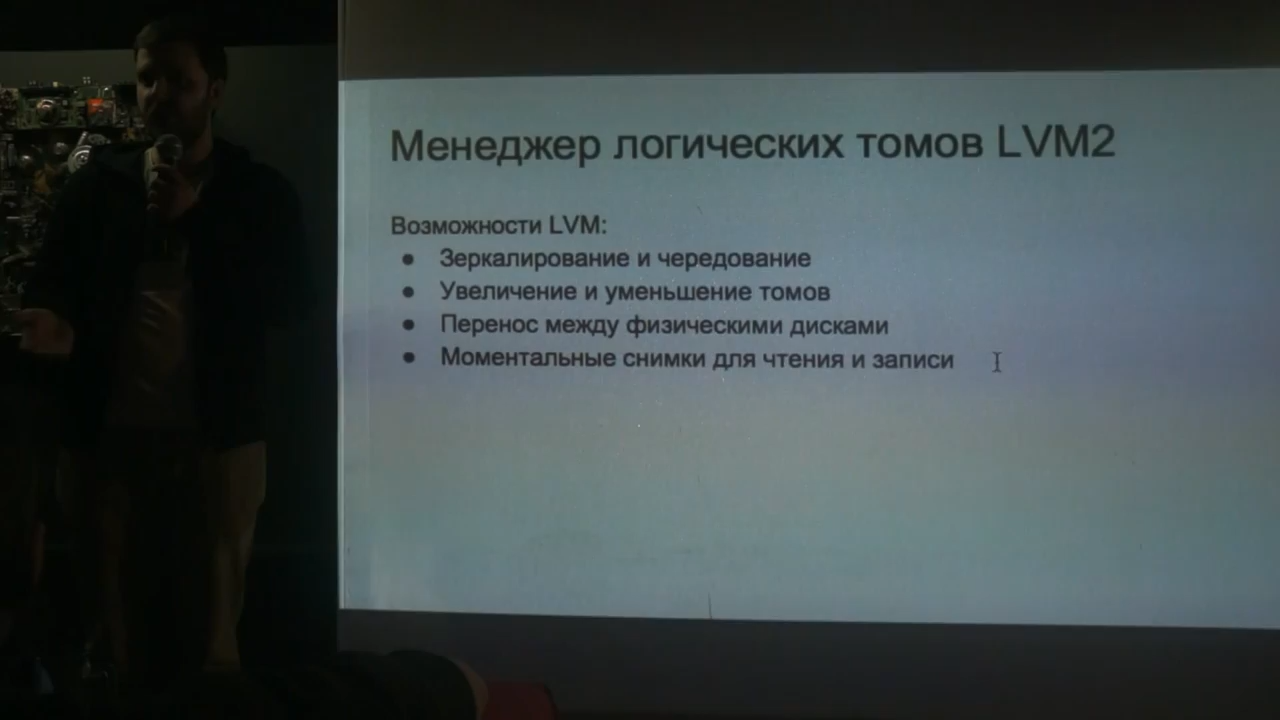 Менеджер логических томов LVM2
Возможности LVM:
● Зеркалирование и чередование
● Увеличение и уменьшение томов
● Перенос между физическими дисками
● Моментальные снимки для чтения и записи